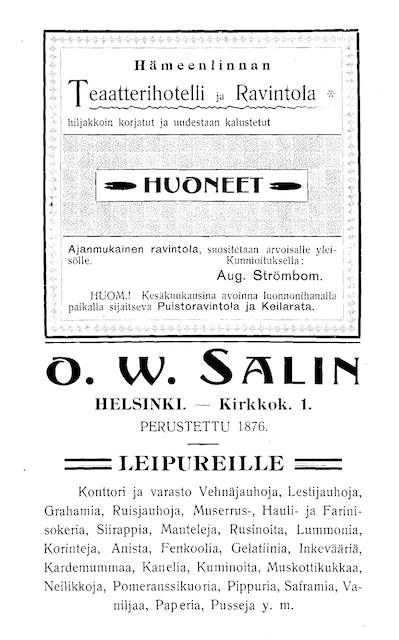 Hämeenlinnan
Teaatterihotelli ja Ravintola *
hiljakkoin korjatut ja uudestaan kalustetut
HUONEET
Ajanmukainen ravintola, suositetaan arvoisalle ylei-
sölle. Kunnioituksella:
Aug. Strömbom.
HUOM.! Kesäkuukausina avoinna luonnonihanalla
paikalla sijaitseva Puistoravintola ja Keilarata.
O. W. SALIN
HELSINKI. — Kirkkok. 1.
PERUSTETTU 1876.
LEIPUREILLE
Konttori ja varasto Vehnäjauhoja, Lestijauhoja,
Grahamia, Ruisjauhoja, Muserrus-, Hauli- ja Farini-
sokeria, Siirappia, Manteleja, Rusinoita, Lummonia,
Korinteja, Anista, Fenkoolia, Gelatiinia, Inkevääriä,
Kardemummaa, Kanelia, Kuminoita, Muskottikukkaa,
Neilikkoja, Pomeranssikuoria, Pippuria, Saframia, Va-
niljaa, Paperia, Pusseja y. m.